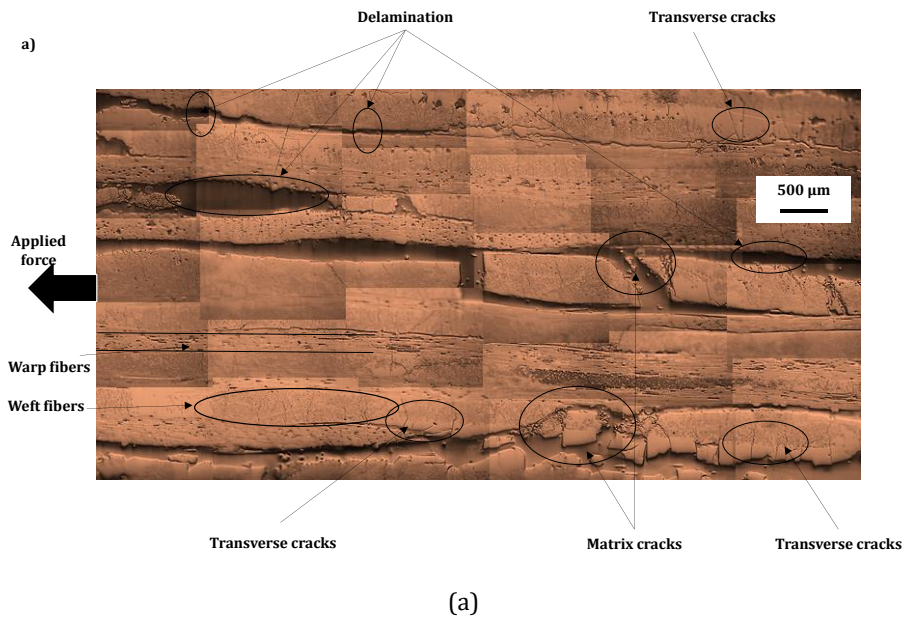 Delamination
Transverse cracks
a)
500 µm
Applied
force
Warp fibers
Weft fibers
Transverse cracks
Matrix cracks
Transverse cracks
(a)